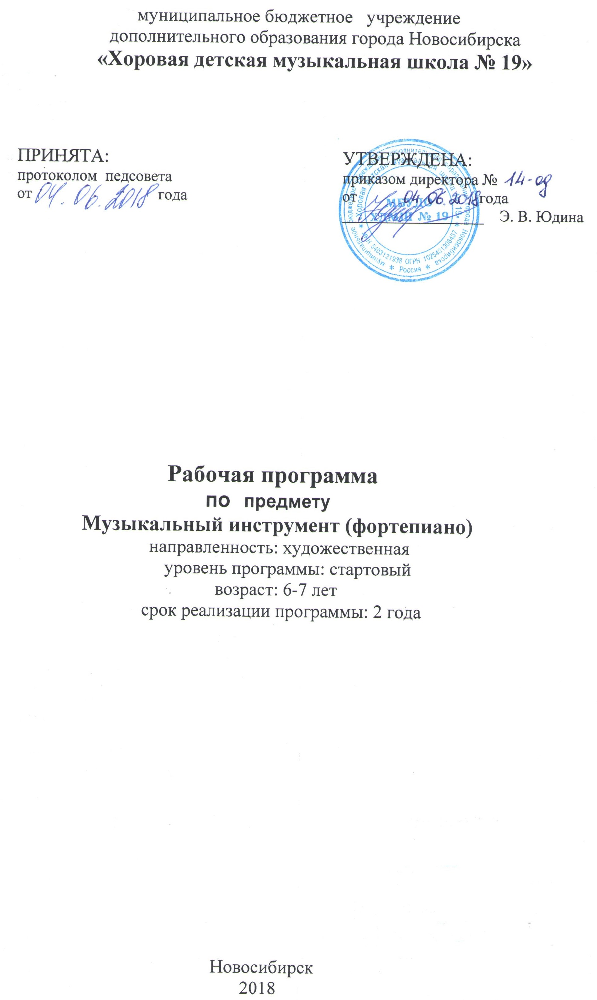 муниципальное бюджетное учреждение
дополнительного образования города Новосибирска
«Хоровая детская музыкальная школа № 19»
ПРИНЯТА:
протоколом педсовета
от 04.06.2018 года
УТВЕРЖДЕНА:
приказом директора № 14-од
от 04.06.2018 года
Э. В. Юдина
муниципальное бюджетное учреждение дополнительного образования города Новосибирска
* Россия *
«Хоровая детская музыкальная школа № 19»
* ИНН 5403121938 ОГРН 1025401308437 *
МБУДО
ХДМШ № 19
Рабочая программа
по предмету
Музыкальный инструмент (фортепиано)
направленность: художественная
уровень программы: стартовый
возраст: 6-7 лет
срок реализации программы: 2 года
Новосибирск
2018